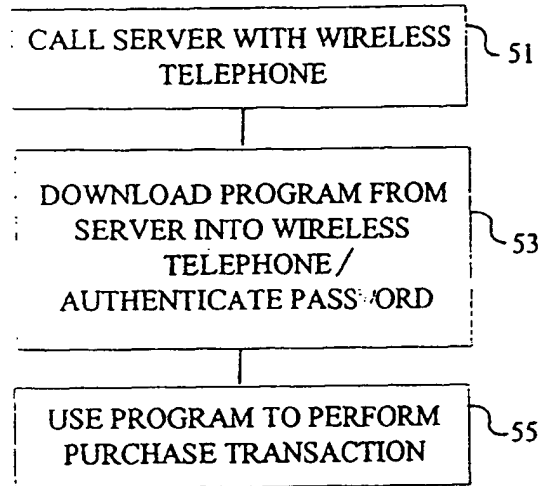 CALL SERVER WITH WIRELESS
TELEPHONE
51
DOWNLOAD PROGRAM FROM
SERVER INTO WIRELESS
TELEPHONE/
AUTHENTICATE PASSWORD
53
USE PROGRAM TO PERFORM
PURCHASE TRANSACTION
55